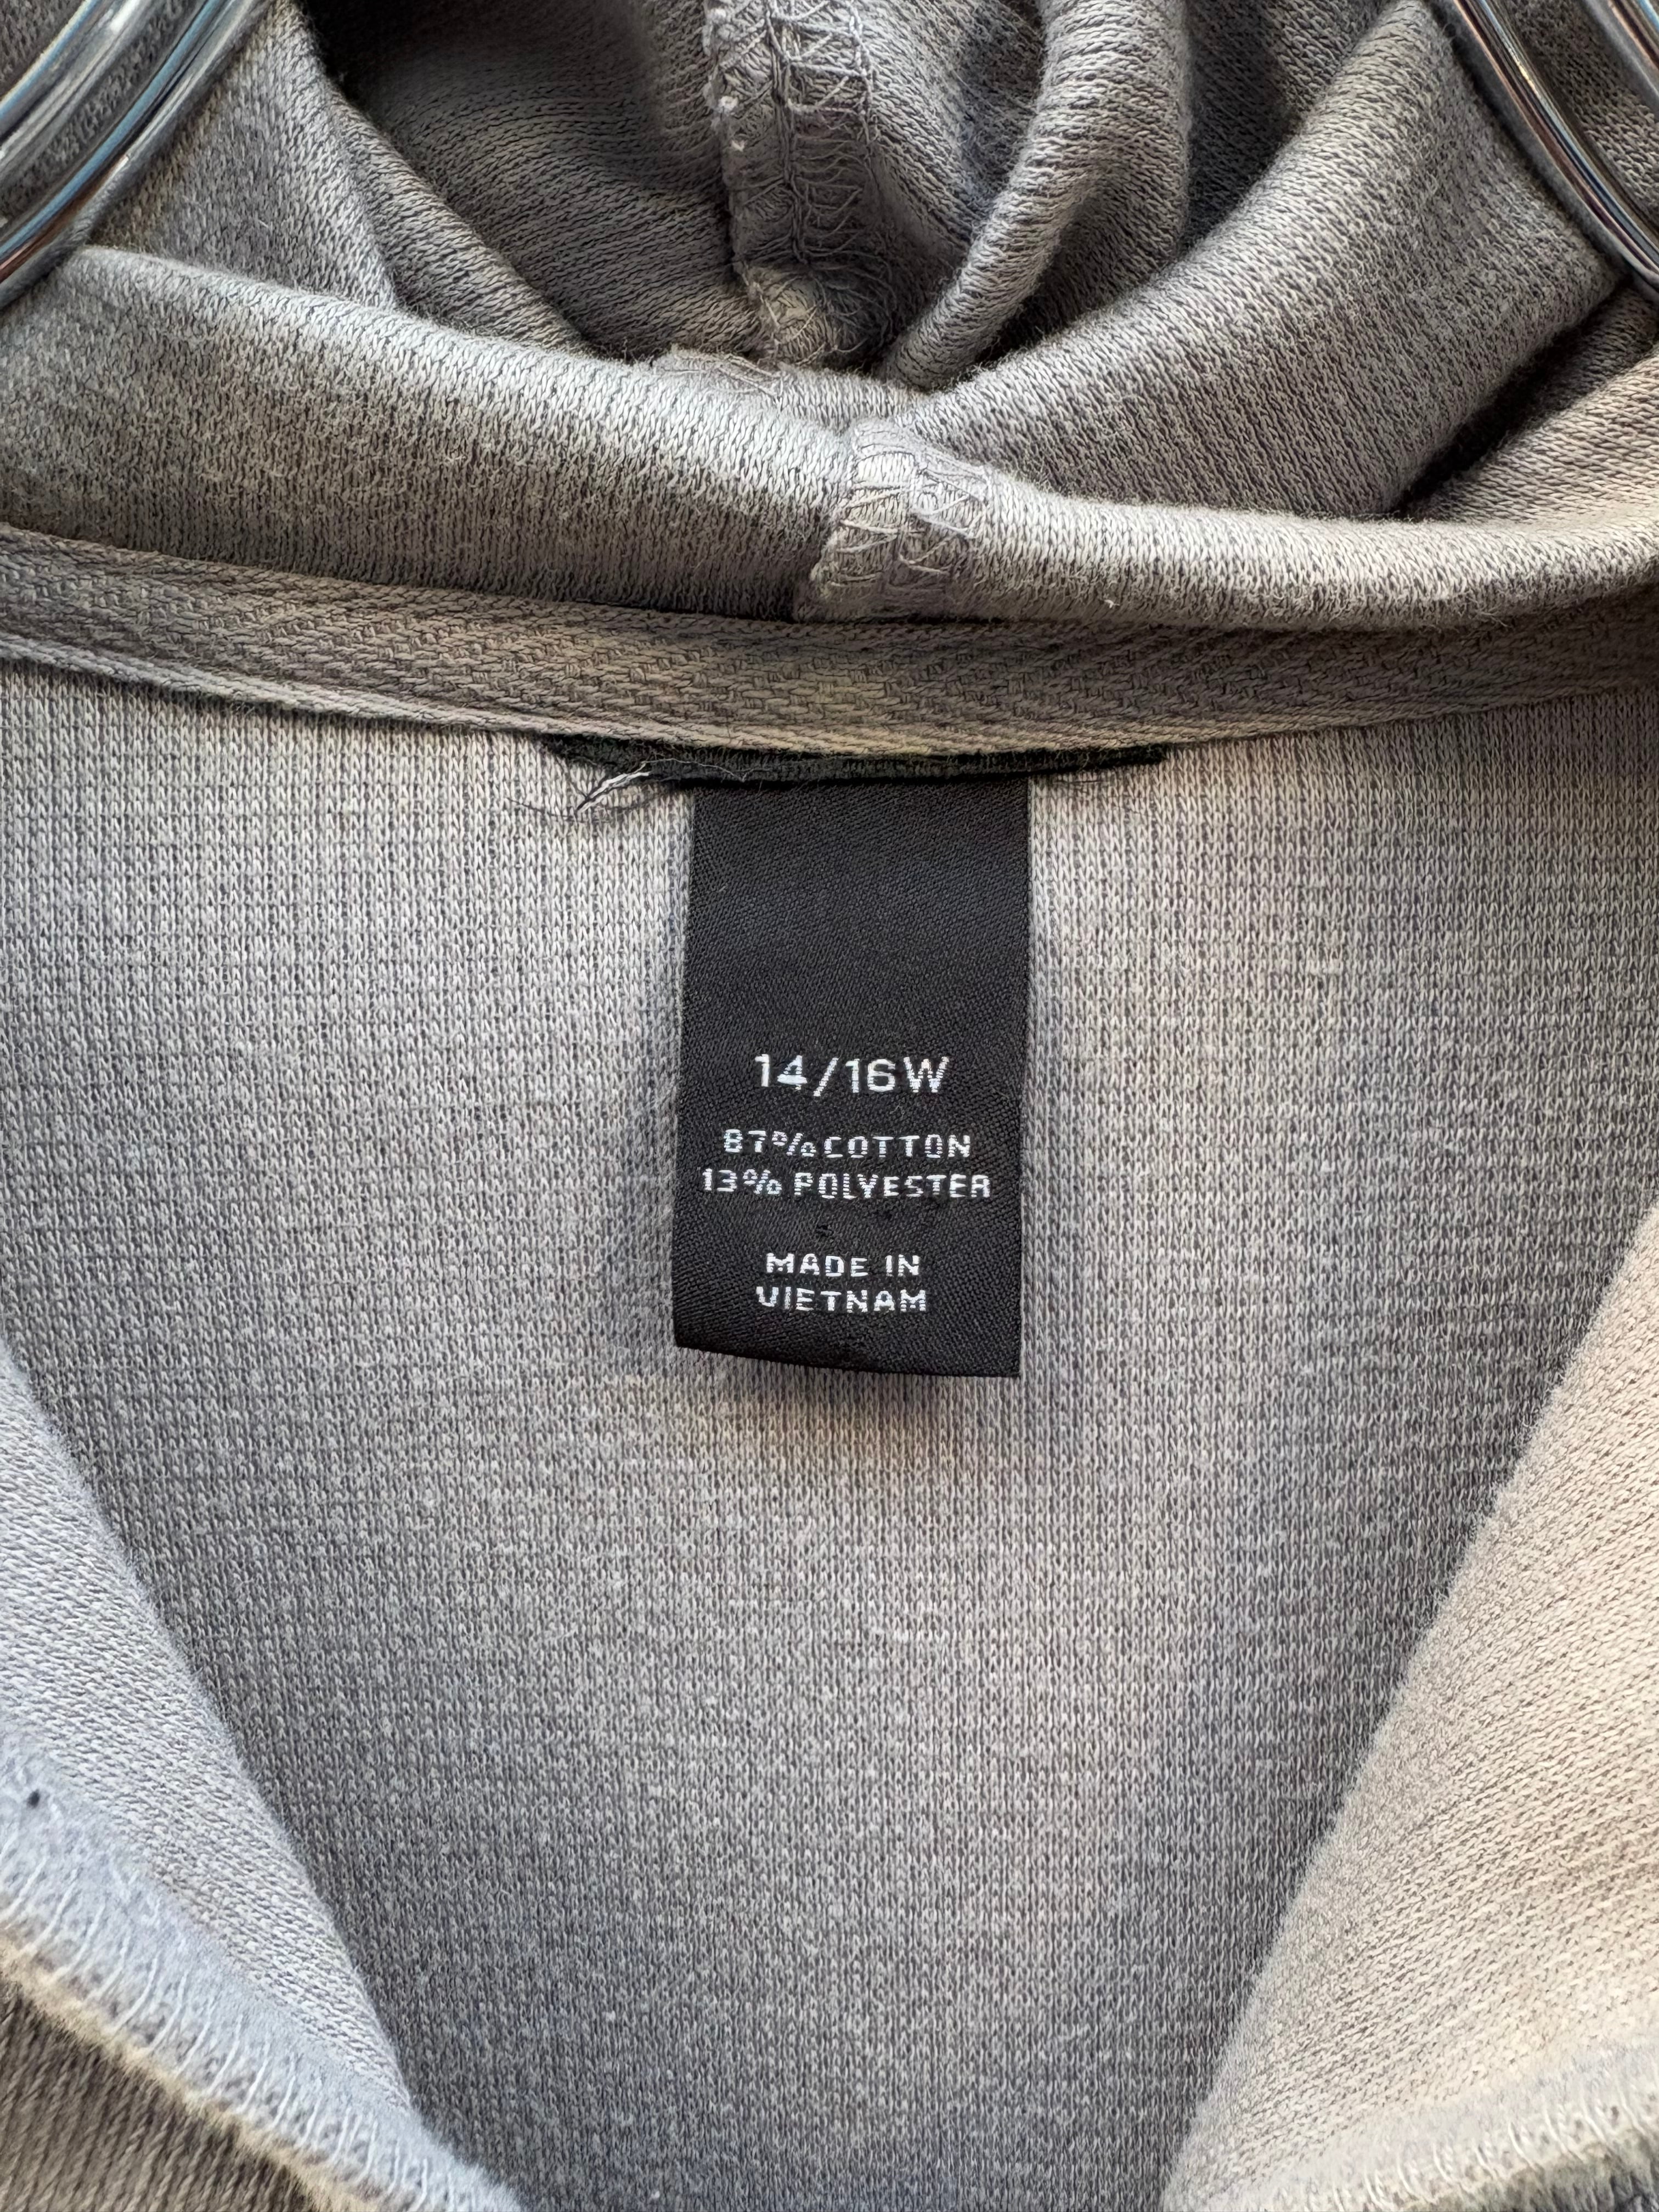 14/16W
87% COTTON
13% POLYESTER
MADE IN
VIETNAM